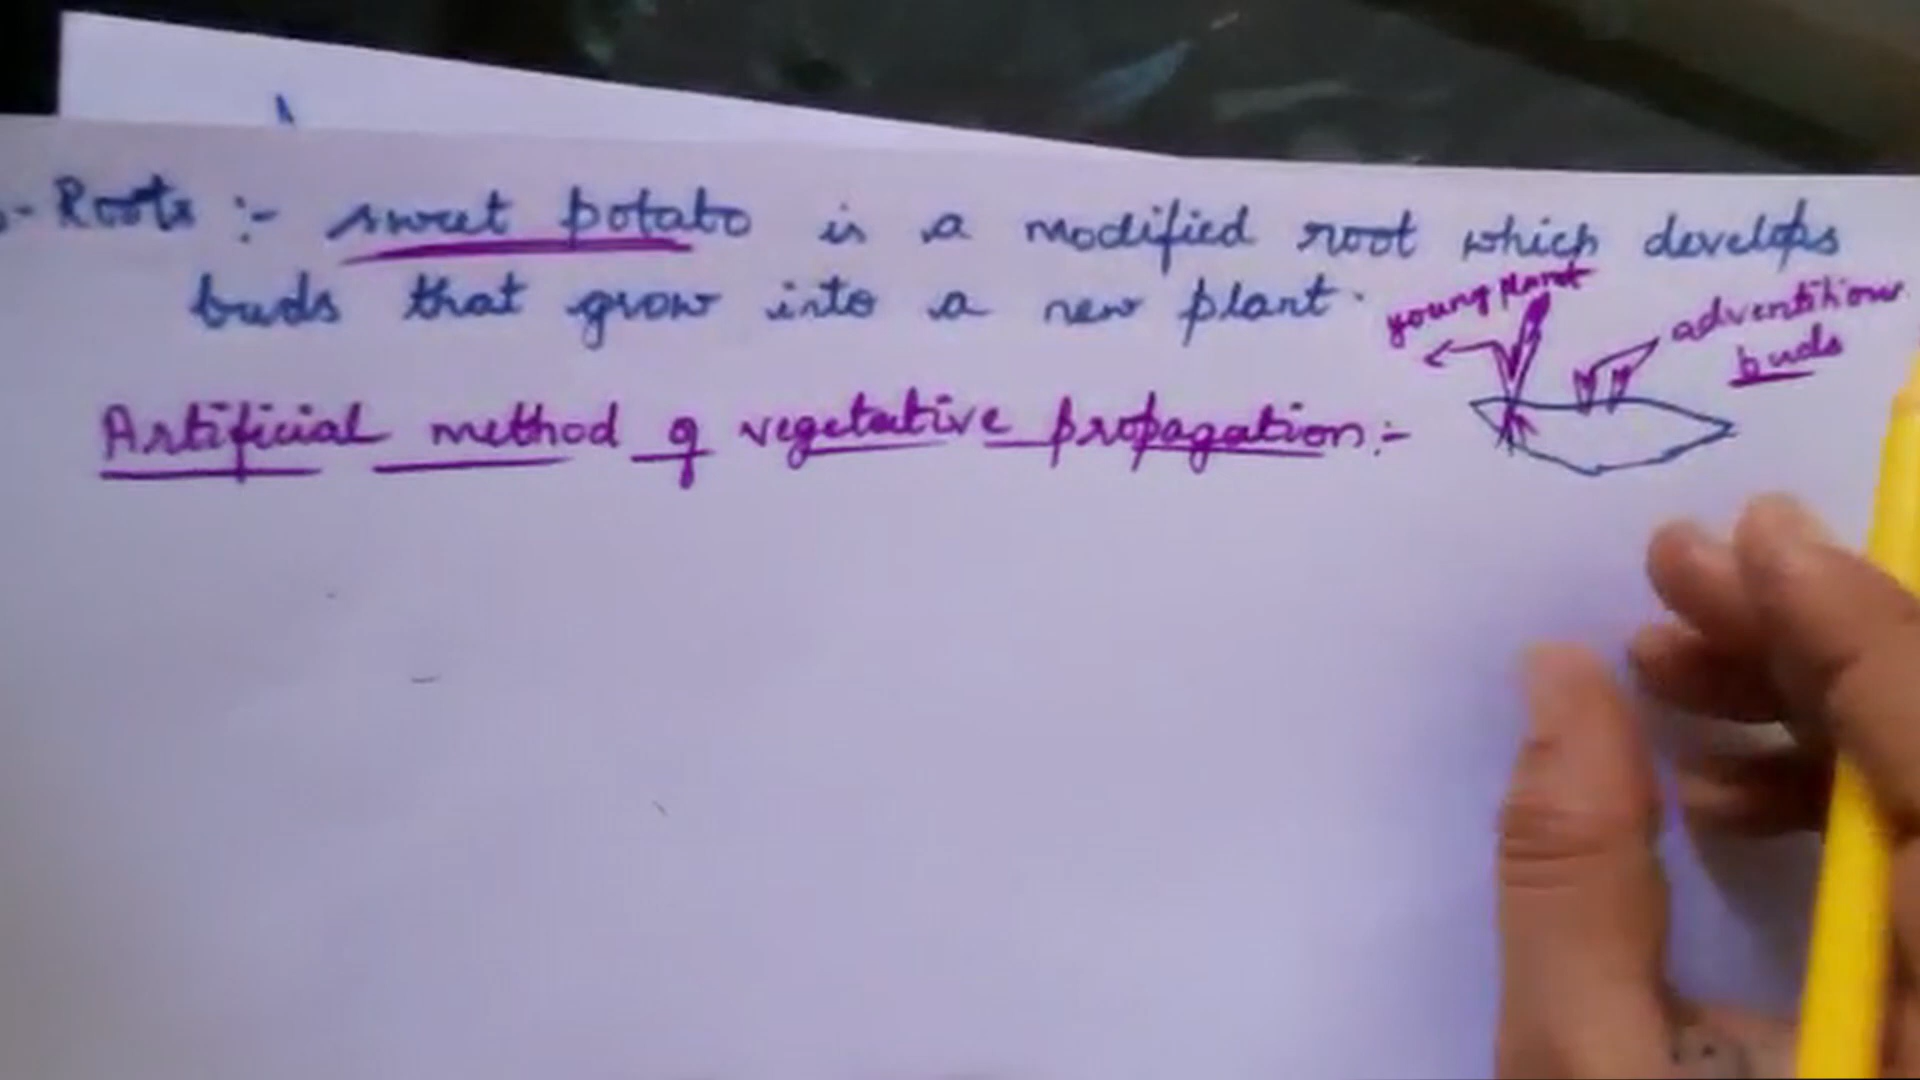 - Roots :- sweet potato is a modified root which develops
buds that grow into a new plant.
young plant
adventitious
buds
Artificial method of vegetative propagation :-